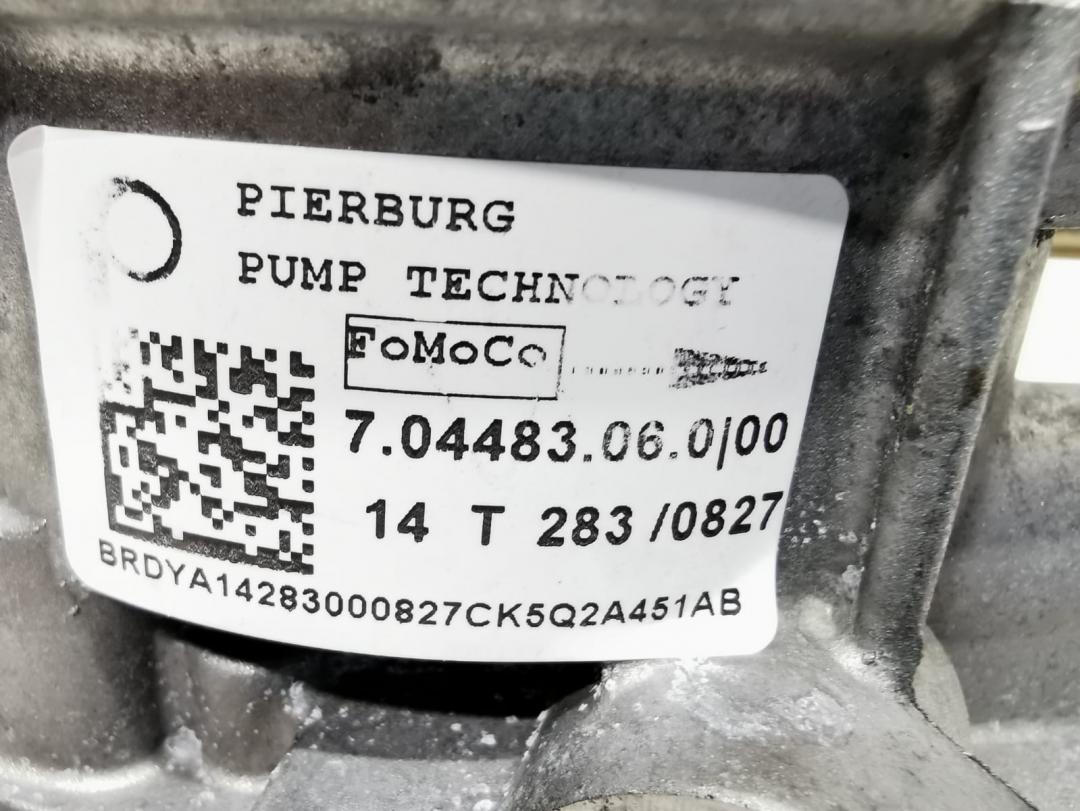 PIERBURG
PUMP TECHNOLOGY
FoMoCo
7.04483.06.0/00
14 T 283 /0827
BRDYA14283000827CK5Q2A451AB